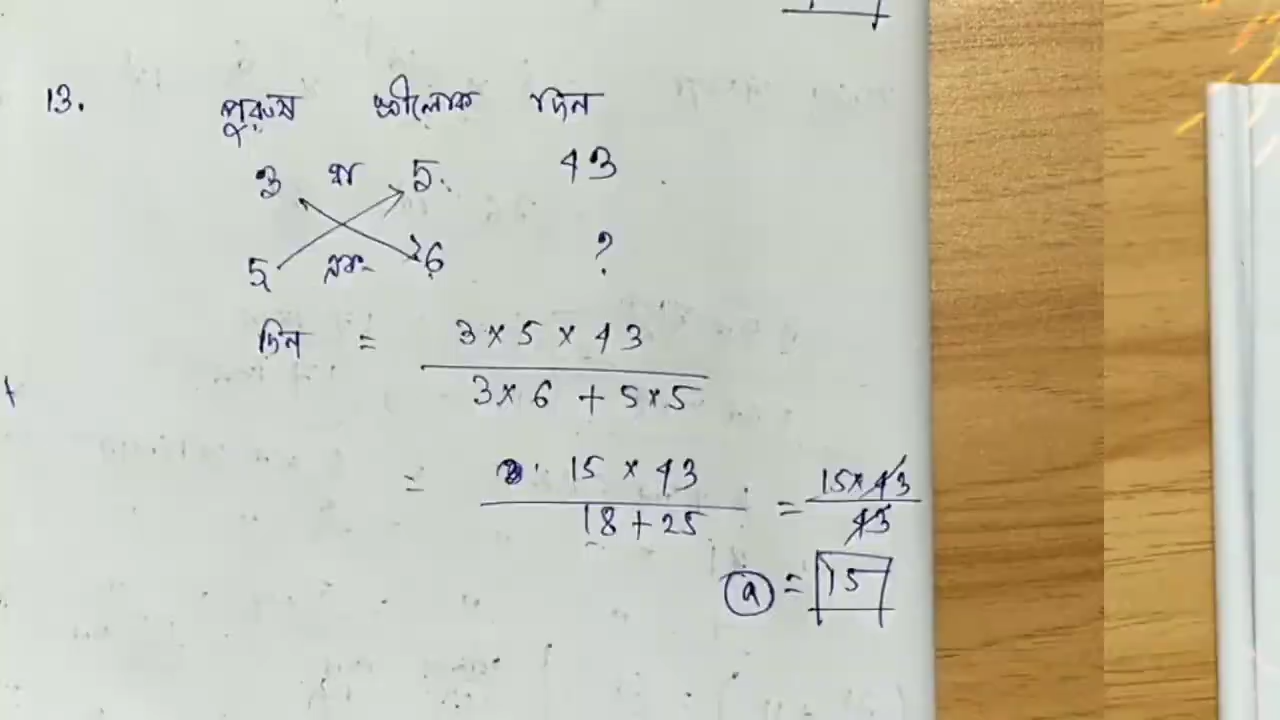 13. পুরুষ স্ত্রীলোক দিন
3 বা 5 43
5 এবং 6 ?
দিন = 3 × 5 × 43
3 × 6 + 5 × 5
= 15 × 43
18 + 25
= 15 × 43
43
ⓐ = 15